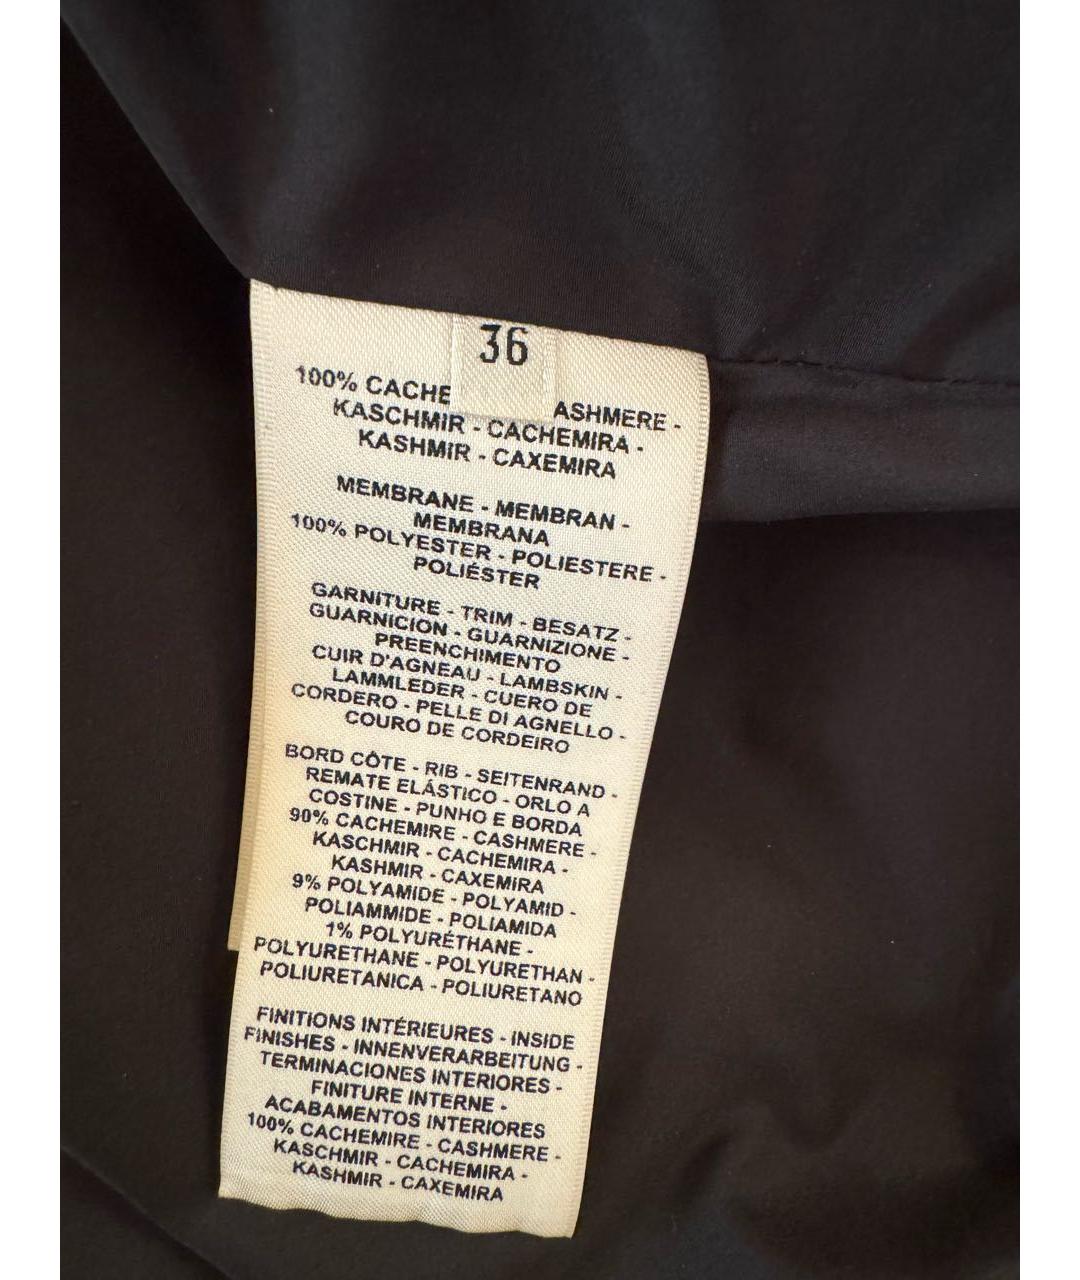 36
100% CACHE ASHMERE -
KASCHMIR - CACHEMIRA -
KASHMIR - CAXEMIRA
MEMBRANE - MEMBRAN -
MEMBRANA
100% POLYESTER - POLIESTERE -
POLIÉSTER
GARNITURE - TRIM - BESATZ -
GUARNICION - GUARNIZIONE -
PREENCHIMENTO
CUIR D'AGNEAU - LAMBSKIN -
LAMMLEDER - CUERO DE
CORDERO - PELLE DI AGNELLO -
COURO DE CORDEIRO
BORD CÔTE - RIB - SEITENRAND -
REMATE ELÁSTICO - ORLO A
COSTINE - PUNHO E BORDA
90% CACHEMIRE - CASHMERE -
KASCHMIR - CACHEMIRA -
KASHMIR - CAXEMIRA
9% POLYAMIDE - POLYAMID -
POLIAMMIDE - POLIAMIDA
1% POLYURÉTHANE -
POLYURETHANE - POLYURETHAN -
POLIURETANICA - POLIURETANO
FINITIONS INTÉRIEURES - INSIDE
FINISHES - INNENVERARBEITUNG -
TERMINACIONES INTERIORES -
FINITURE INTERNE -
ACABAMENTOS INTERIORES
100% CACHEMIRE - CASHMERE -
KASCHMIR - CACHEMIRA -
KASHMIR - CAXEMIRA